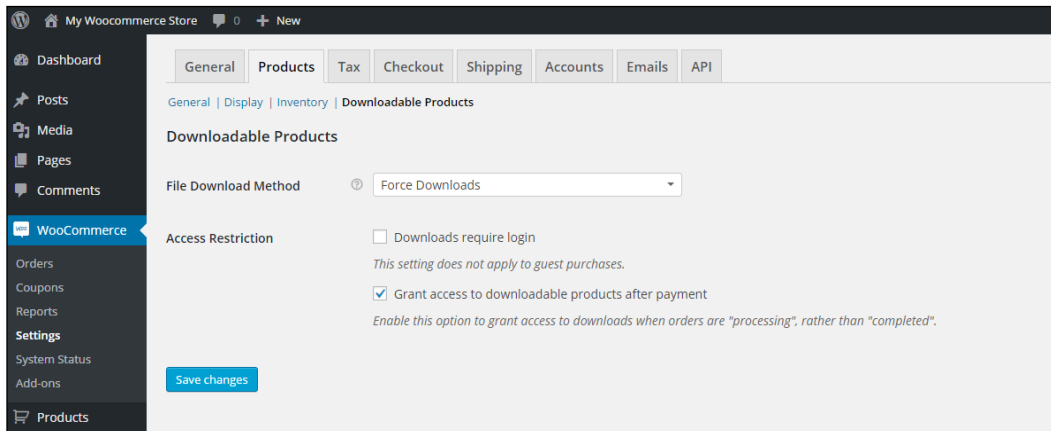 My Woocommerce Store 0 + New
Dashboard
Posts
Media
Pages
Comments
WOO WooCommerce
Orders
Coupons
Reports
Settings
System Status
Add-ons
Products
General Products Tax Checkout Shipping Accounts Emails API
General | Display | Inventory | Downloadable Products
Downloadable Products
File Download Method ? Force Downloads
Access Restriction Downloads require login
This setting does not apply to guest purchases.
Grant access to downloadable products after payment
Enable this option to grant access to downloads when orders are "processing", rather than "completed".
Save changes